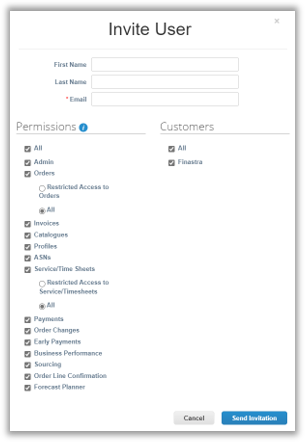 Invite User
×
First Name
Last Name
* Email
Permissions i
Customers
All
Admin
Orders
Restricted Access to
Orders
All
Invoices
Catalogues
Profiles
ASNs
Service/Time Sheets
Restricted Access to
Service/Timesheets
All
Payments
Order Changes
Early Payments
Business Performance
Sourcing
Order Line Confirmation
Forecast Planner
All
Finastra
Cancel
Send Invitation